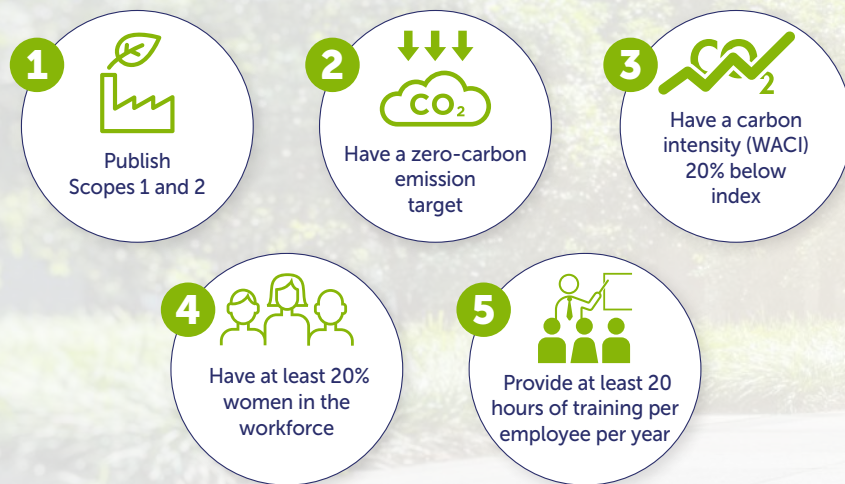 1
Publish
Scopes 1 and 2
2
CO₂
Have a zero-carbon
emission
target
3
CO₂
Have a carbon
intensity (WACI)
20% below
index
4
Have at least 20%
women in the
workforce
5
Provide at least 20
hours of training per
employee per year